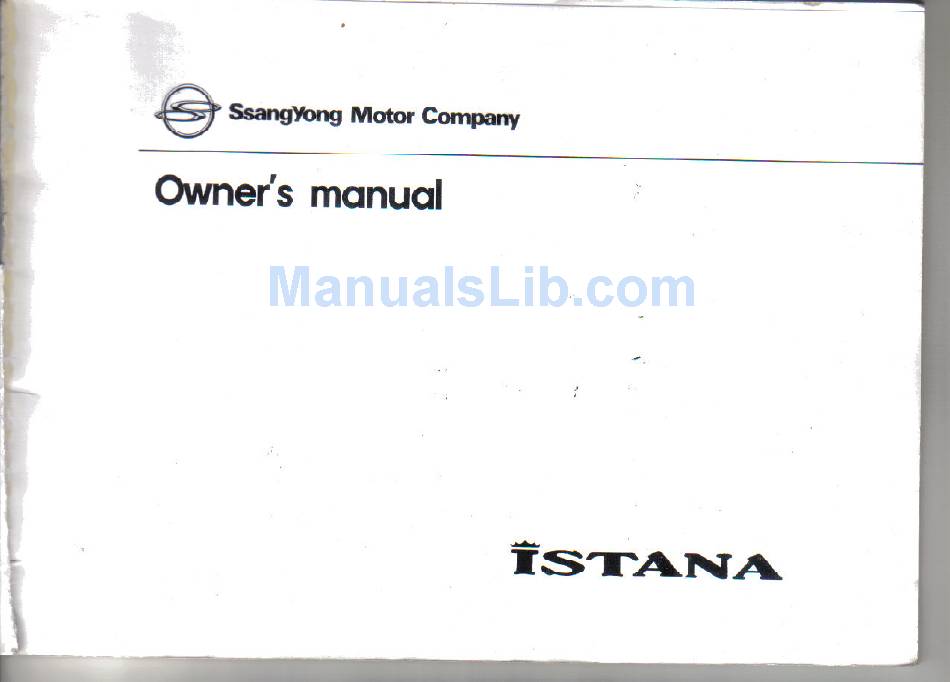 SsangYong Motor Company
Owner's manual
ManualsLib.com
ISTANA